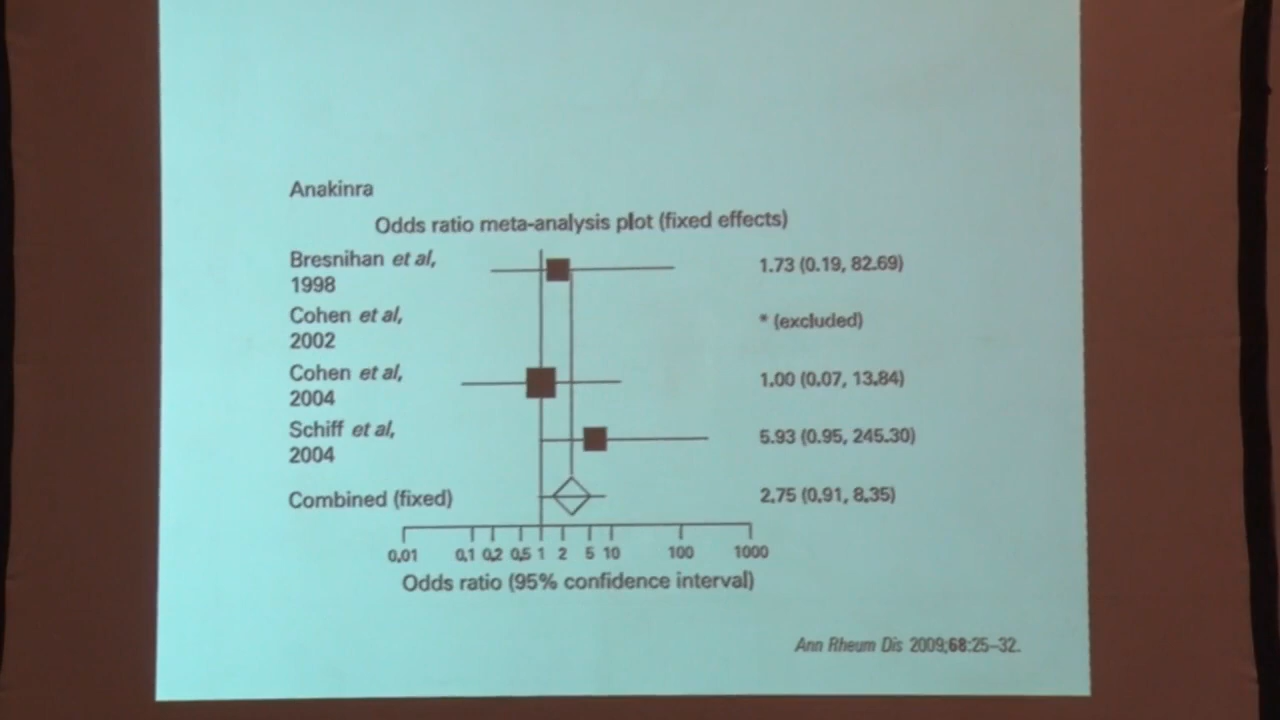 Anakinra
Odds ratio meta-analysis plot (fixed effects)
Bresnihan et al, 1.73 (0.19, 82.69)
1998
Cohen et al, * (excluded)
2002
Cohen et al, 1.00 (0.07, 13.84)
2004
Schiff et al, 5.93 (0.95, 245.30)
2004
Combined (fixed) 2.75 (0.91, 8.35)
0.01 0.1 0.2 0.5 1 2 5 10 100 1000
Odds ratio (95% confidence interval)
Ann Rheum Dis 2009;68:25–32.